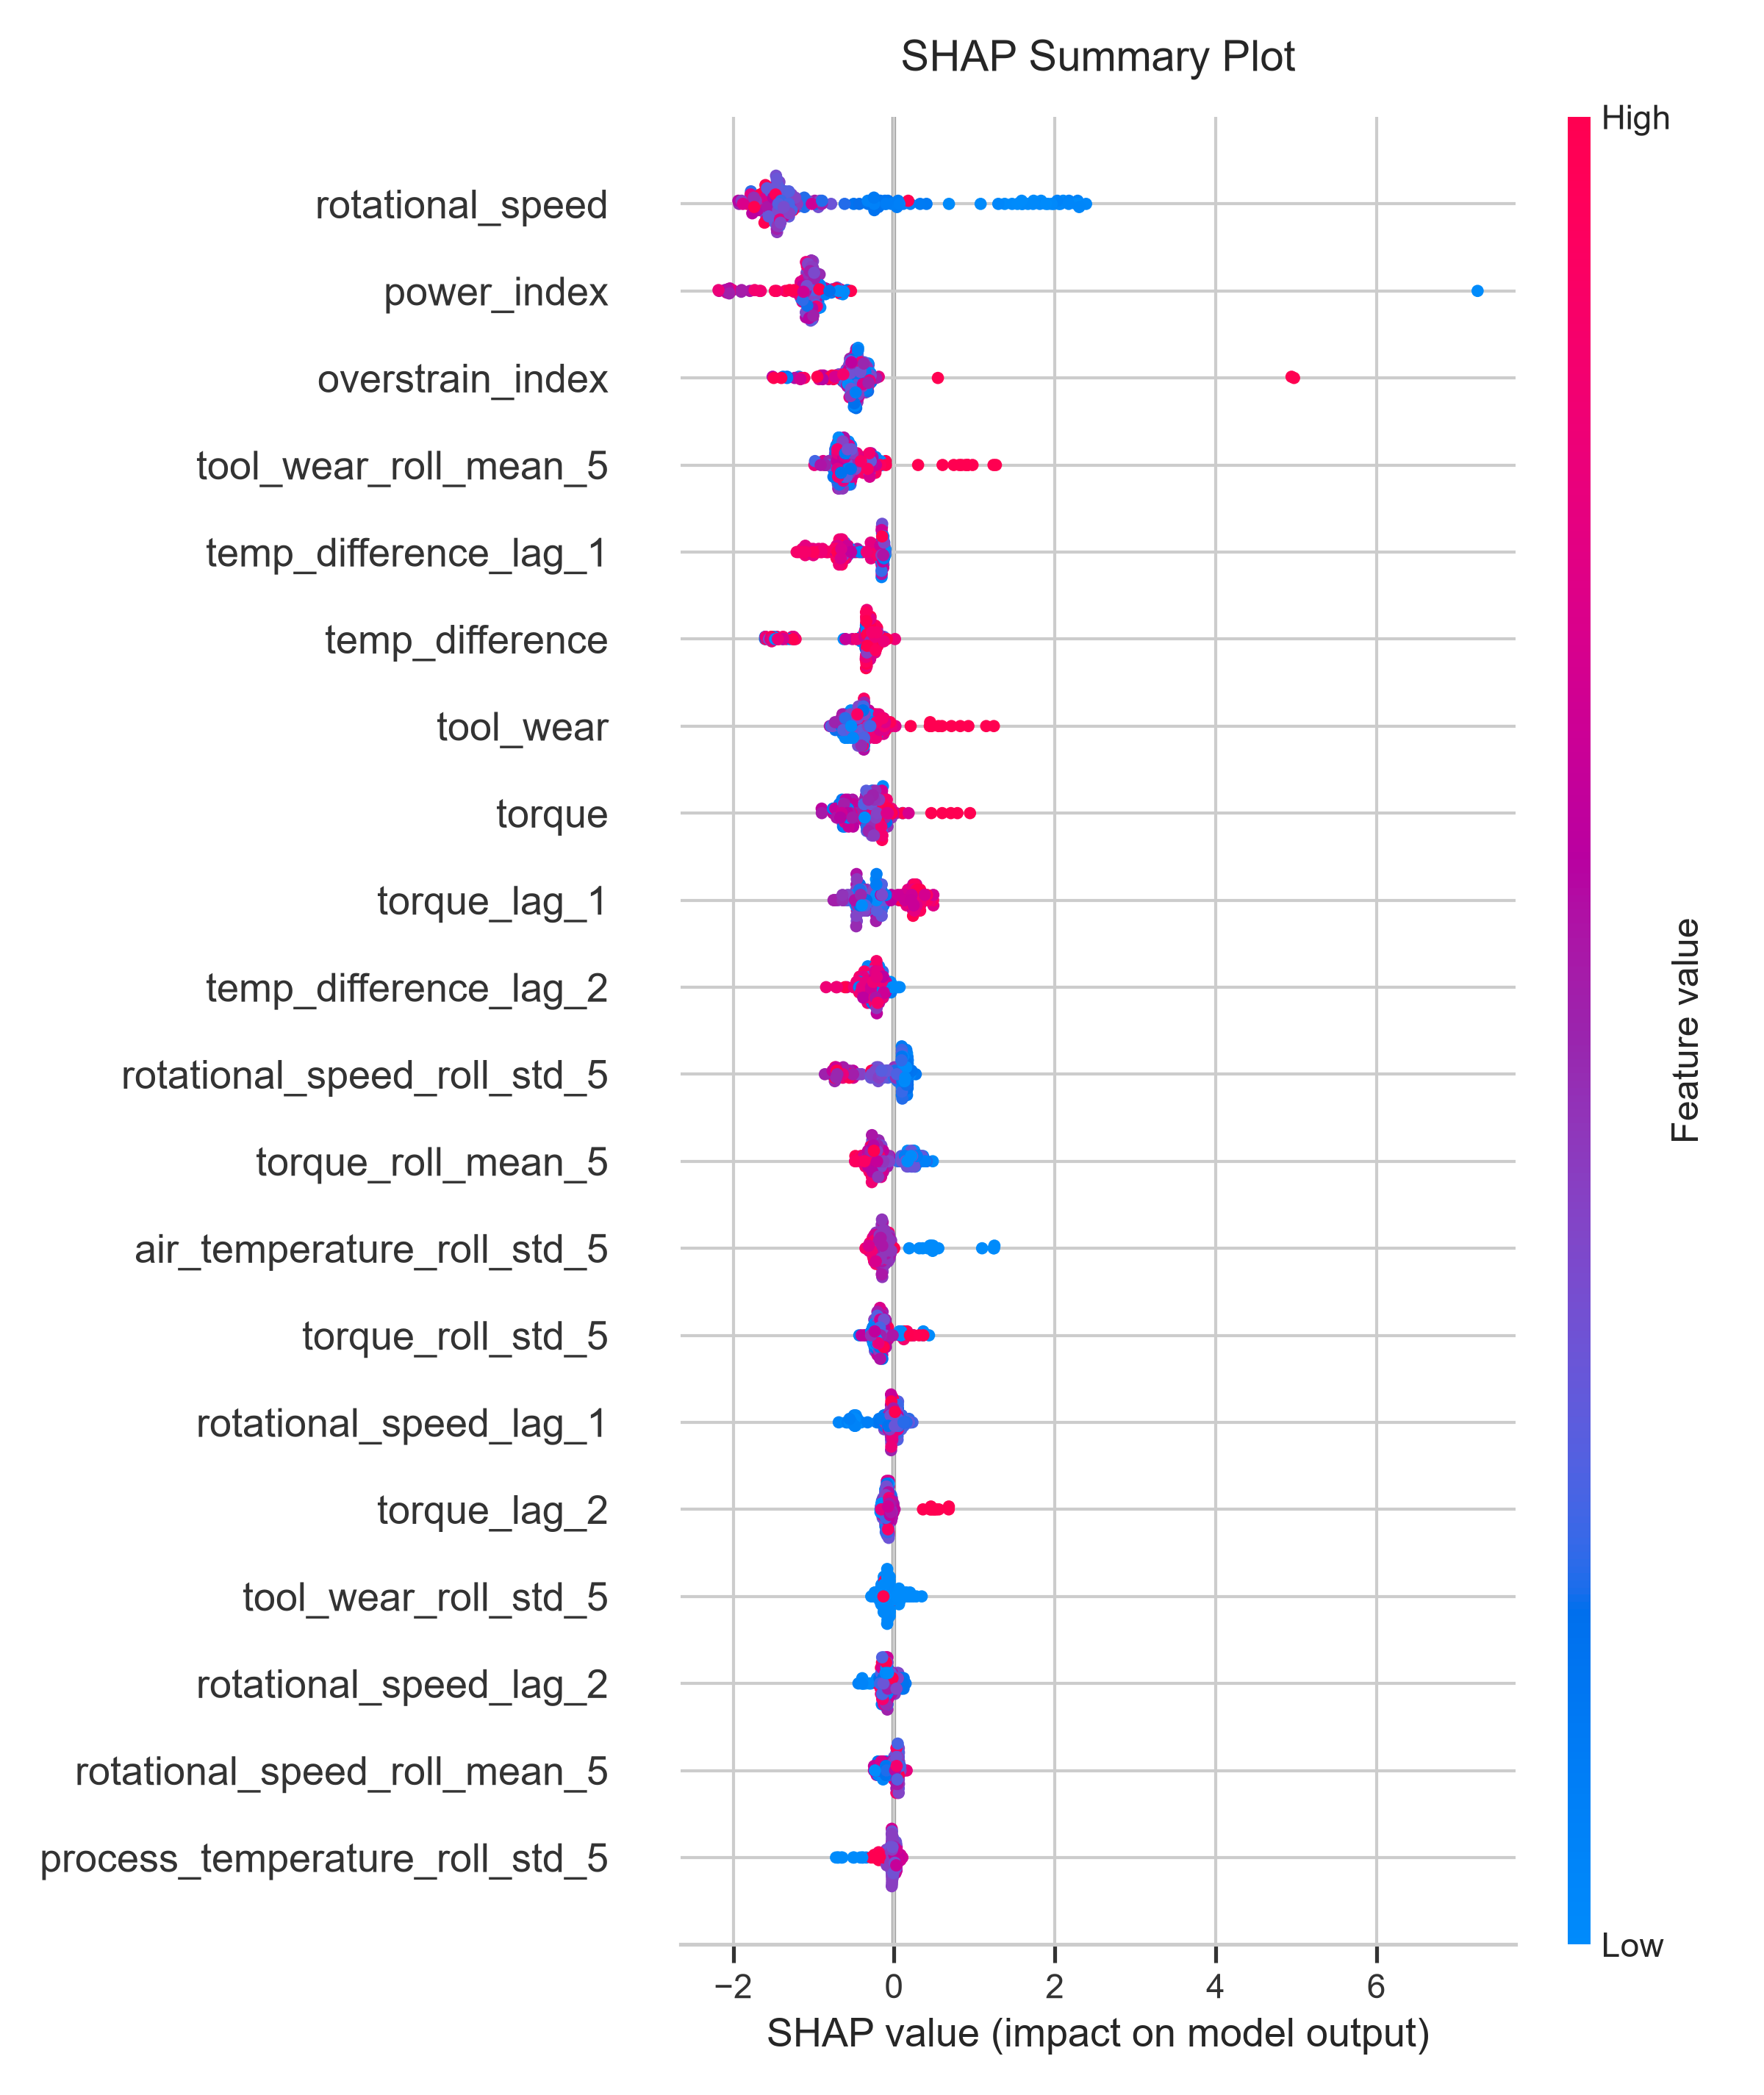 SHAP Summary Plot
High
rotational_speed
power_index
overstrain_index
tool_wear_roll_mean_5
temp_difference_lag_1
temp_difference
tool_wear
torque
torque_lag_1
temp_difference_lag_2
rotational_speed_roll_std_5
torque_roll_mean_5
air_temperature_roll_std_5
torque_roll_std_5
rotational_speed_lag_1
torque_lag_2
tool_wear_roll_std_5
rotational_speed_lag_2
rotational_speed_roll_mean_5
process_temperature_roll_std_5
Feature value
Low
−2 0 2 4 6
SHAP value (impact on model output)